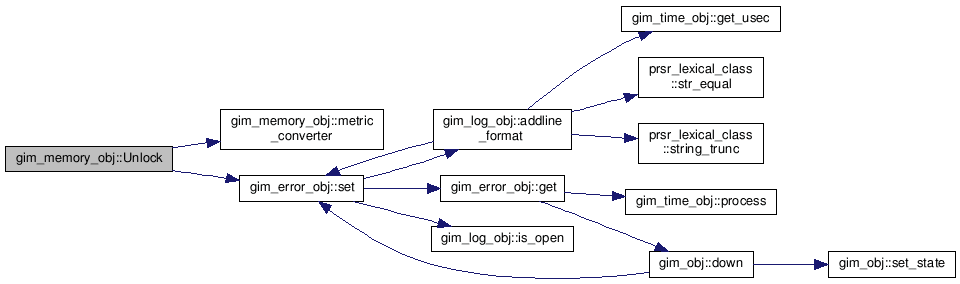 gim_time_obj::get_usec
prsr_lexical_class
::str_equal
gim_memory_obj::metric
_converter
gim_log_obj::addline
_format
prsr_lexical_class
::string_trunc
gim_memory_obj::Unlock
gim_error_obj::set
gim_error_obj::get
gim_time_obj::process
gim_log_obj::is_open
gim_obj::down
gim_obj::set_state